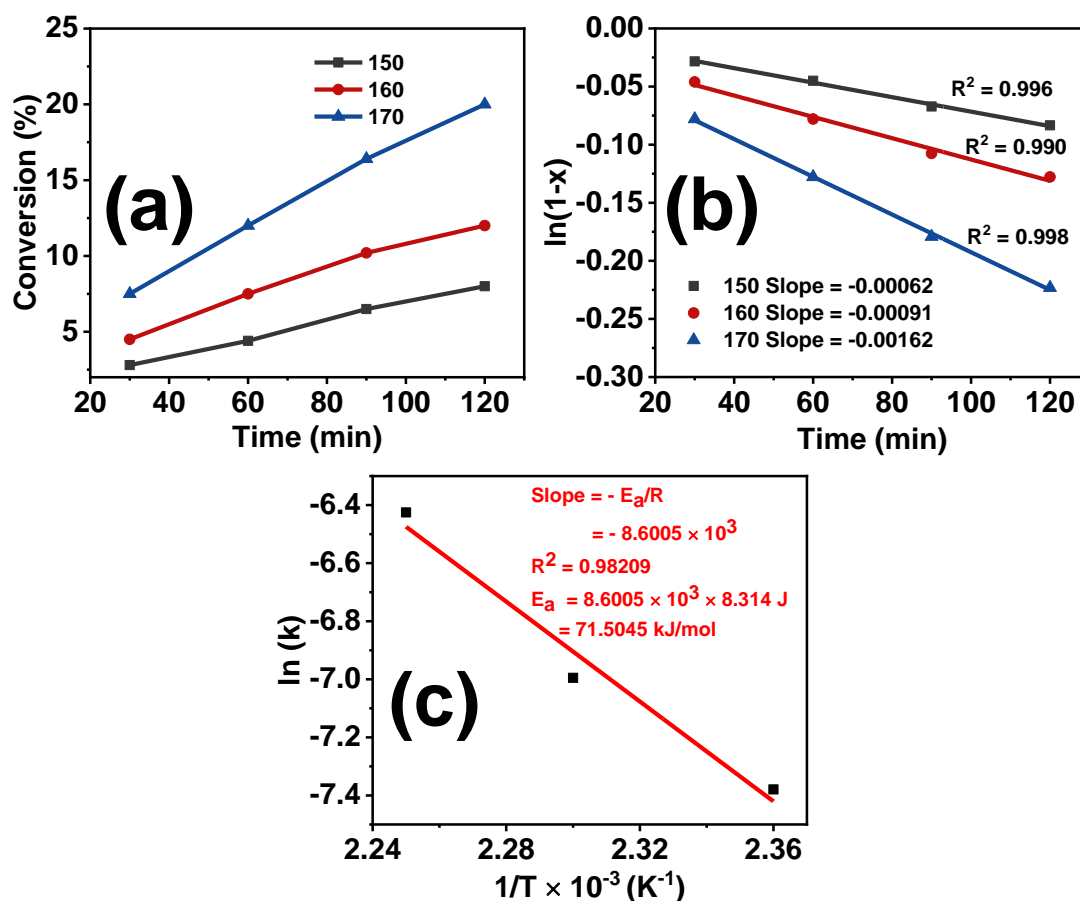 25
20
15
10
5
20
40
60
80
100
120
Conversion (%)
Time (min)
150
160
170
(a)
0.00
-0.05
-0.10
-0.15
-0.20
-0.25
-0.30
20
40
60
80
100
120
ln(1-x)
Time (min)
R² = 0.996
R² = 0.990
R² = 0.998
(b)
150 Slope = -0.00062
160 Slope = -0.00091
170 Slope = -0.00162
-6.4
-6.6
-6.8
-7.0
-7.2
-7.4
2.24
2.28
2.32
2.36
ln (k)
1/T × 10⁻³ (K⁻¹)
(c)
Slope = - Eₐ/R
= - 8.6005 × 10³
R² = 0.98209
Eₐ = 8.6005 × 10³ × 8.314 J
= 71.5045 kJ/mol